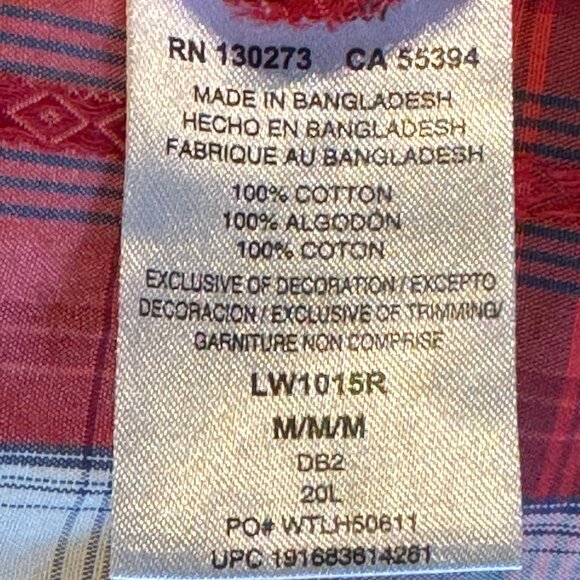 RN 130273 CA 55394
MADE IN BANGLADESH
HECHO EN BANGLADESH
FABRIQUE AU BANGLADESH
100% COTTON
100% ALGODON
100% COTON
EXCLUSIVE OF DECORATION / EXCEPTO
DECORACION / EXCLUSIVE OF TRIMMING/
GARNITURE NON COMPRISE
LW1015R
M/M/M
DB2
20L
PO# WTLH50611
UPC 191683614261